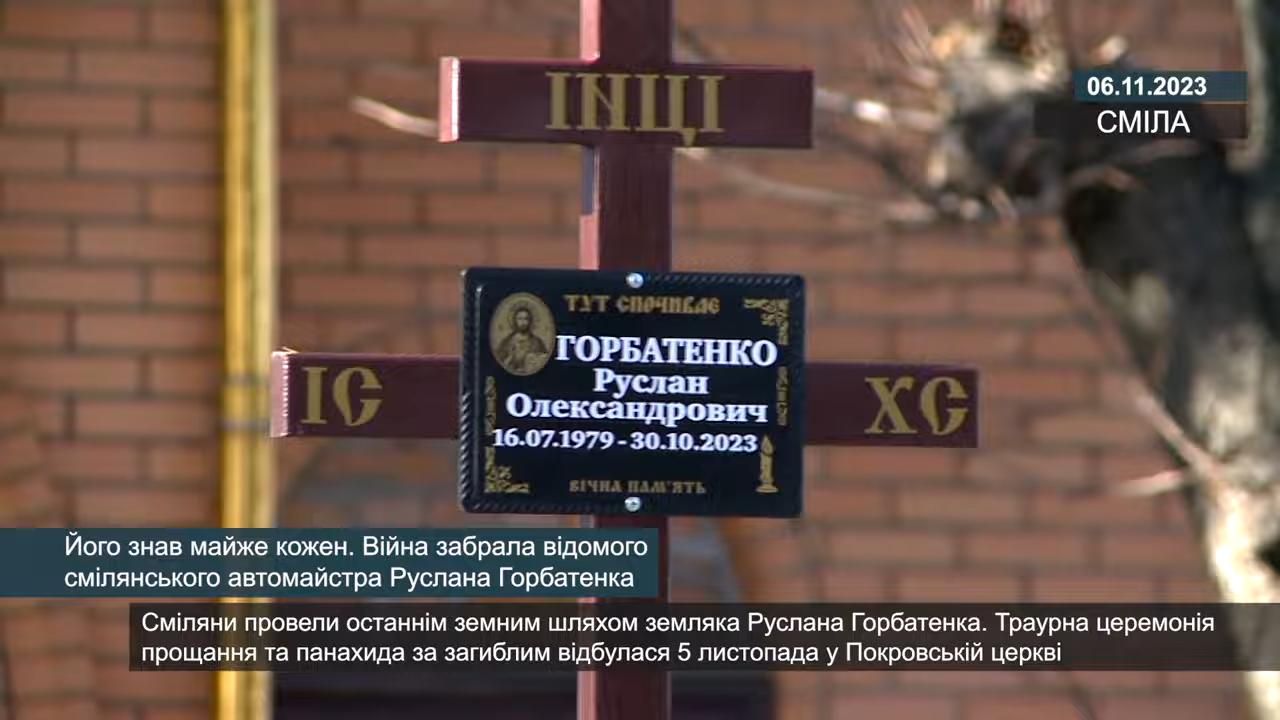 ІНЦІ
06.11.2023
СМІЛА
ТУТ СПОЧИВАЄ
ГОРБАТЕНКО
Руслан
Олександрович
16.07.1979 - 30.10.2023
ВІЧНА ПАМ'ЯТЬ
ІС
ХС
Його знав майже кожен. Війна забрала відомого
смілянського автомайстра Руслана Горбатенка
Сміляни провели останнім земним шляхом земляка Руслана Горбатенка. Траурна церемонія
прощання та панахида за загиблим відбулася 5 листопада у Покровській церкві